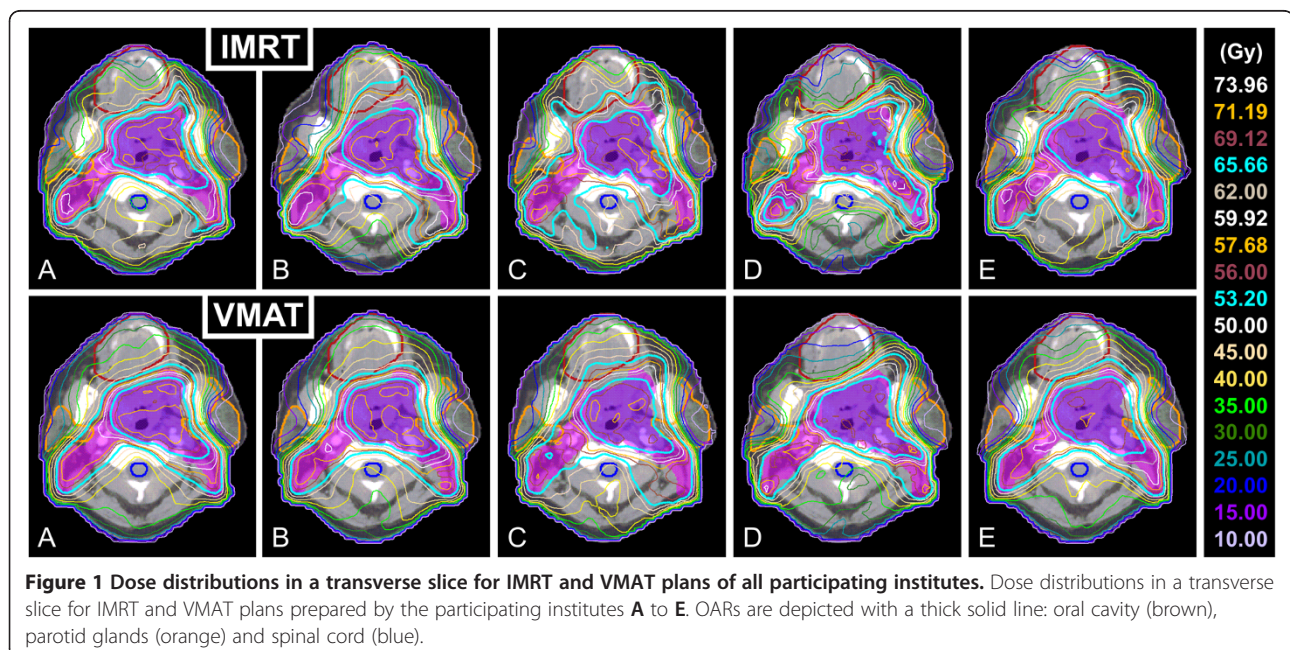 IMRT
A
B
C
D
E
VMAT
A
B
C
D
E
(Gy)
73.96
71.19
69.12
65.66
62.00
59.92
57.68
56.00
53.20
50.00
45.00
40.00
35.00
30.00
25.00
20.00
15.00
10.00
Figure 1 Dose distributions in a transverse slice for IMRT and VMAT plans of all participating institutes. Dose distributions in a transverse
slice for IMRT and VMAT plans prepared by the participating institutes A to E. OARs are depicted with a thick solid line: oral cavity (brown),
parotid glands (orange) and spinal cord (blue).